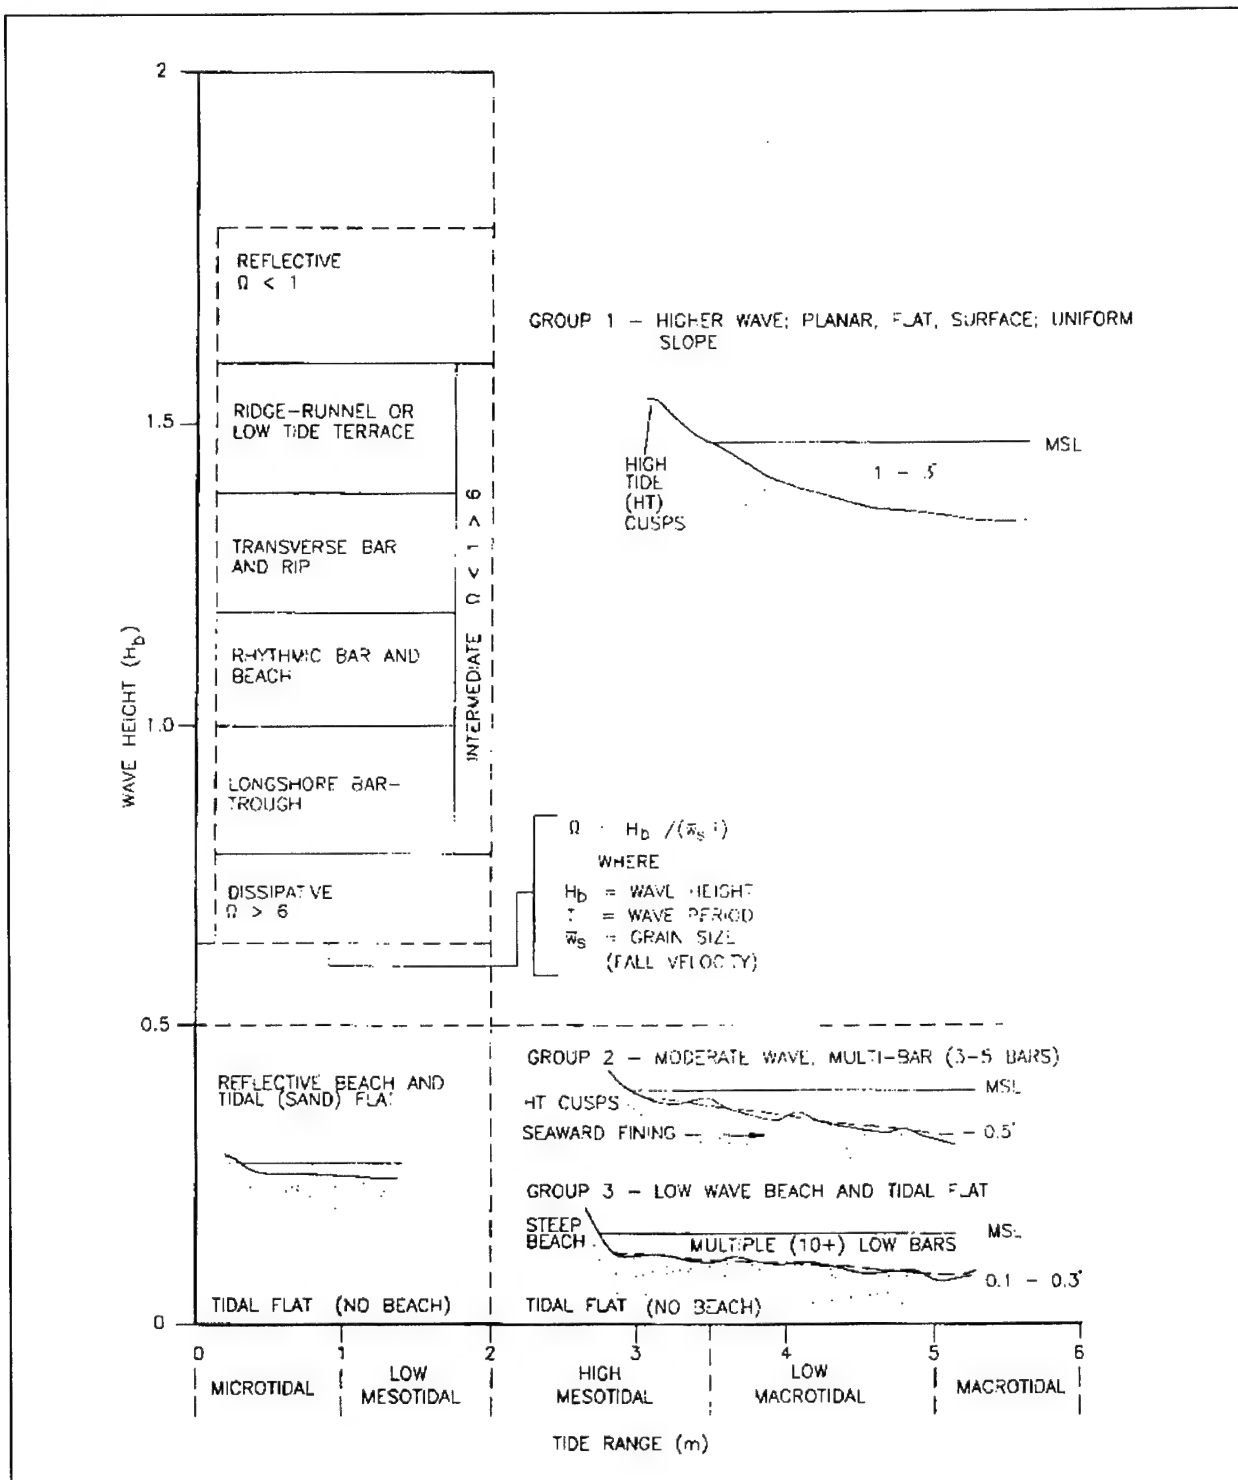 2
REFLECTIVE
Ω < 1
GROUP 1 – HIGHER WAVE; PLANAR, FLAT, SURFACE; UNIFORM
SLOPE
1.5
RIDGE–RUNNEL OR
LOW TIDE TERRACE
MSL
HIGH
TIDE
(HT)
CUSPS
TRANSVERSE BAR
AND RIP
INTERMEDIATE Ω < 1 > 6
WAVE HEIGHT (Hb)
RHYTHMIC BAR AND
BEACH
1.0
LONGSHORE BAR–
TROUGH
DISSIPATIVE
Ω > 6
Ω Hb /(w̅s
WHERE
Hb = WAVE HEIGHT
T = WAVE PERIOD
w̅s = GRAIN SIZE
(FALL VELOCITY)
0.5
GROUP 2 – MODERATE WAVE, MULTI–BAR (3–5 BARS)
REFLECTIVE BEACH AND
TIDAL (SAND) FLAT
MSL
HT CUSPS
SEAWARD FINING
0.5°
GROUP 3 – LOW WAVE BEACH AND TIDAL FLAT
STEEP
BEACH
MSL
MULTIPLE (10+) LOW BARS
0.1 – 0.3°
TIDAL FLAT (NO BEACH)
TIDAL FLAT (NO BEACH)
0
0 1 2 3 4 5 6
MICROTIDAL
LOW
MESOTIDAL
HIGH
MESOTIDAL
LOW
MACROTIDAL
MACROTIDAL
TIDE RANGE (m)